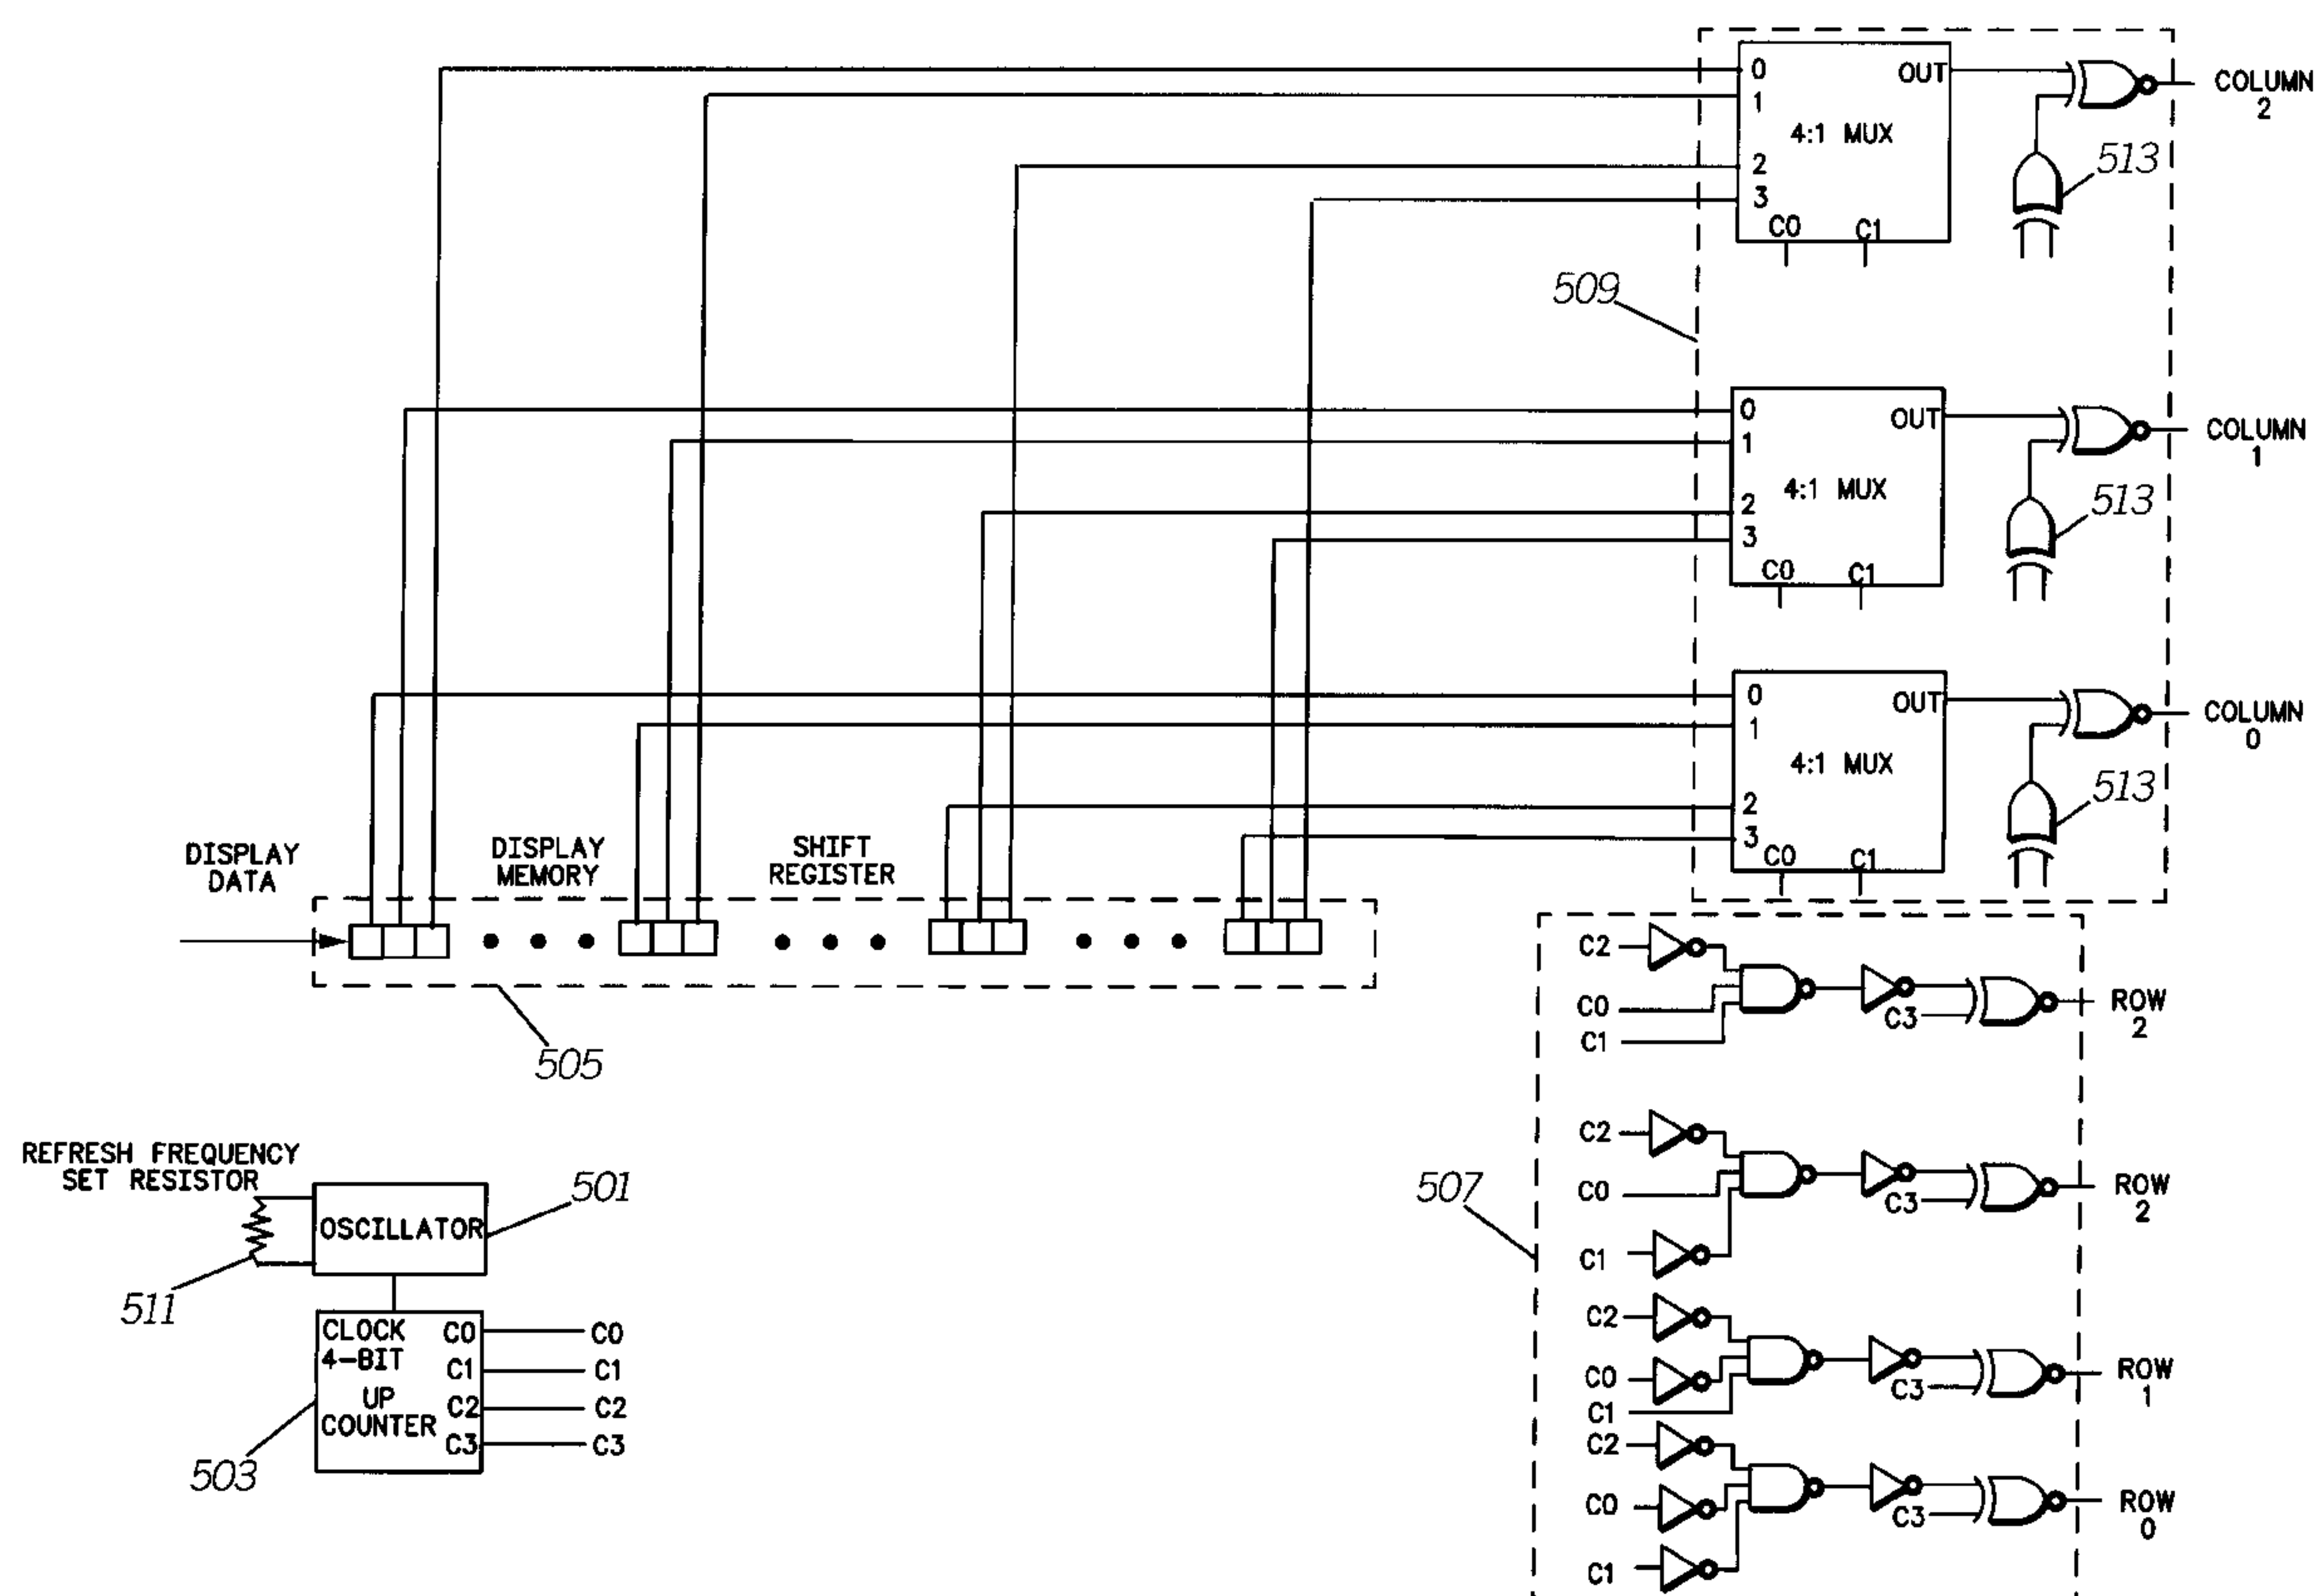 0
1
2
3
OUT
4:1 MUX
C0
C1
COLUMN
2
513
509
0
1
2
3
OUT
4:1 MUX
C0
C1
COLUMN
1
513
0
1
2
3
OUT
4:1 MUX
C0
C1
COLUMN
0
513
DISPLAY
DATA
DISPLAY
MEMORY
SHIFT
REGISTER
505
C2
C0
C1
C3
ROW
2
C2
C0
C1
C3
ROW
2
507
C2
C0
C1
C3
ROW
1
C2
C0
C1
C3
ROW
0
REFRESH FREQUENCY
SET RESISTOR
501
OSCILLATOR
511
CLOCK
4-BIT
UP
COUNTER
C0
C1
C2
C3
C0
C1
C2
C3
503